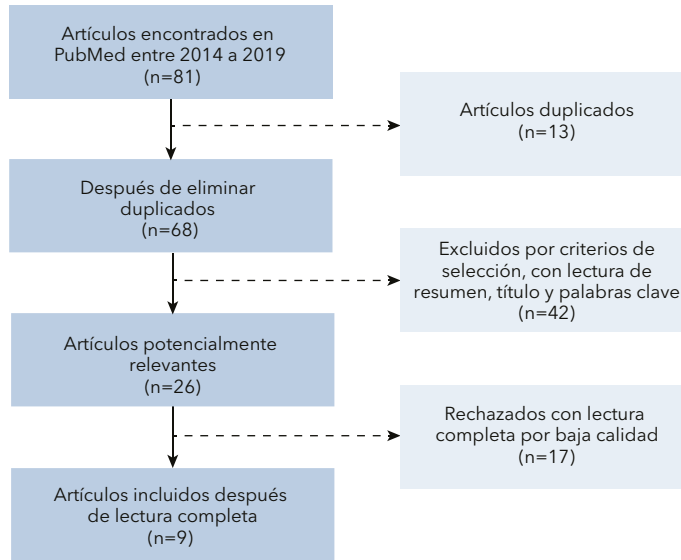 Artículos encontrados en
PubMed entre 2014 a 2019
(n=81)
Artículos duplicados
(n=13)
Después de eliminar
duplicados
(n=68)
Excluidos por criterios de
selección, con lectura de
resumen, título y palabras clave
(n=42)
Artículos potencialmente
relevantes
(n=26)
Rechazados con lectura
completa por baja calidad
(n=17)
Artículos incluidos después
de lectura completa
(n=9)